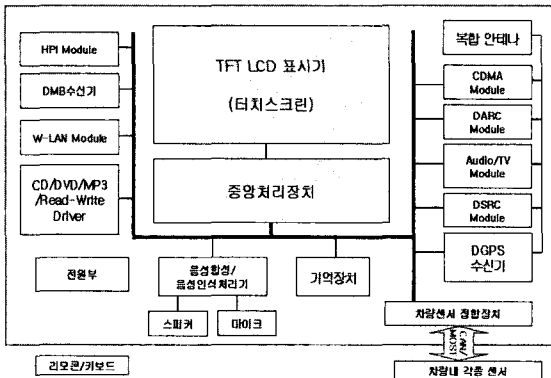 HPI Module
DMB수신기
W-LAN Module
CD/DVD/MP3
/Read-Write
Driver
TFT LCD 표시기
(터치스크린)
중앙처리장치
복합 안테나
CDMA
Module
DARC
Module
Audio/TV
Module
DSRC
Module
DGPS
수신기
전원부
음성합성/
음성인식처리기
기억장치
스피커
마이크
차량센서 정합장치
CAN/
MOST
리모콘/키보드
차량내 각종 센서